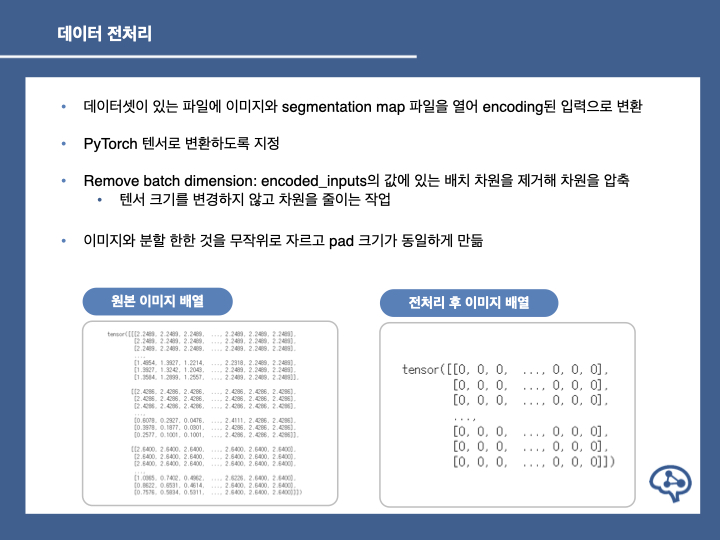 데이터 전처리
• 데이터셋이 있는 파일에 이미지와 segmentation map 파일을 열어 encoding된 입력으로 변환
• PyTorch 텐서로 변환하도록 지정
• Remove batch dimension: encoded_inputs의 값에 있는 배치 차원을 제거해 차원을 압축
• 텐서 크기를 변경하지 않고 차원을 줄이는 작업
• 이미지와 분할 한한 것을 무작위로 자르고 pad 크기가 동일하게 만듦
원본 이미지 배열
tensor([[[2.2489, 2.2489, 2.2489, ..., 2.2489, 2.2489, 2.2489],
[2.2489, 2.2489, 2.2489, ..., 2.2489, 2.2489, 2.2489],
[2.2489, 2.2489, 2.2489, ..., 2.2489, 2.2489, 2.2489],
...,
[1.4954, 1.3927, 1.2214, ..., 2.2318, 2.2489, 2.2489],
[1.3927, 1.3242, 1.2043, ..., 2.2489, 2.2489, 2.2489],
[1.3584, 1.2899, 1.2557, ..., 2.2489, 2.2489, 2.2489]],
[[2.4286, 2.4286, 2.4286, ..., 2.4286, 2.4286, 2.4286],
[2.4286, 2.4286, 2.4286, ..., 2.4286, 2.4286, 2.4286],
[2.4286, 2.4286, 2.4286, ..., 2.4286, 2.4286, 2.4286],
...,
[0.6078, 0.2927, 0.0476, ..., 2.4111, 2.4286, 2.4286],
[0.3978, 0.1877, 0.0301, ..., 2.4286, 2.4286, 2.4286],
[0.2577, 0.1001, 0.1001, ..., 2.4286, 2.4286, 2.4286]],
[[2.6400, 2.6400, 2.6400, ..., 2.6400, 2.6400, 2.6400],
[2.6400, 2.6400, 2.6400, ..., 2.6400, 2.6400, 2.6400],
[2.6400, 2.6400, 2.6400, ..., 2.6400, 2.6400, 2.6400],
...,
[1.0365, 0.7402, 0.4962, ..., 2.6226, 2.6400, 2.6400],
[0.8622, 0.6531, 0.4614, ..., 2.6400, 2.6400, 2.6400],
[0.7576, 0.5834, 0.5311, ..., 2.6400, 2.6400, 2.6400]]])
전처리 후 이미지 배열
tensor([[0, 0, 0, ..., 0, 0, 0],
[0, 0, 0, ..., 0, 0, 0],
[0, 0, 0, ..., 0, 0, 0],
...,
[0, 0, 0, ..., 0, 0, 0],
[0, 0, 0, ..., 0, 0, 0],
[0, 0, 0, ..., 0, 0, 0]])